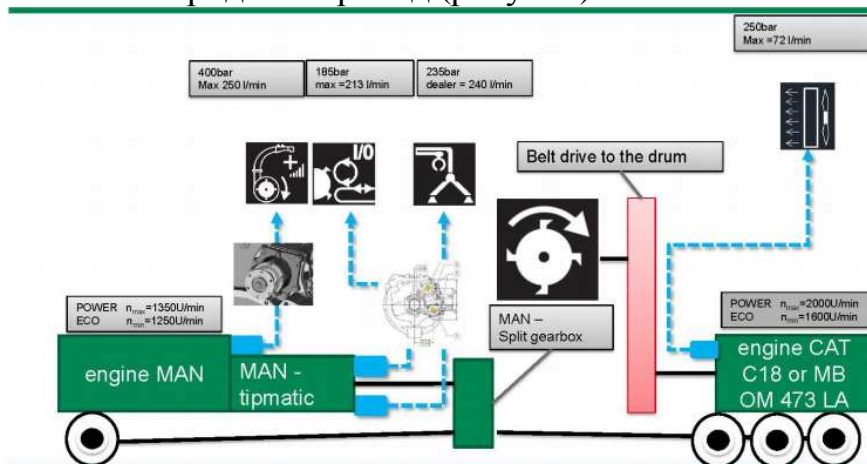 250bar
Max =72 l/min
400bar
Max 250 l/min
185bar
max =213 l/min
235bar
dealer = 240 l/min
I/O
Belt drive to the drum
POWER nmax=1350U/min
ECO nmin=1250U/min
MAN –
Split gearbox
POWER nmax=2000U/min
ECO nmin=1600U/min
engine MAN
MAN -
tipmatic
engine CAT
C18 or MB
OM 473 LA